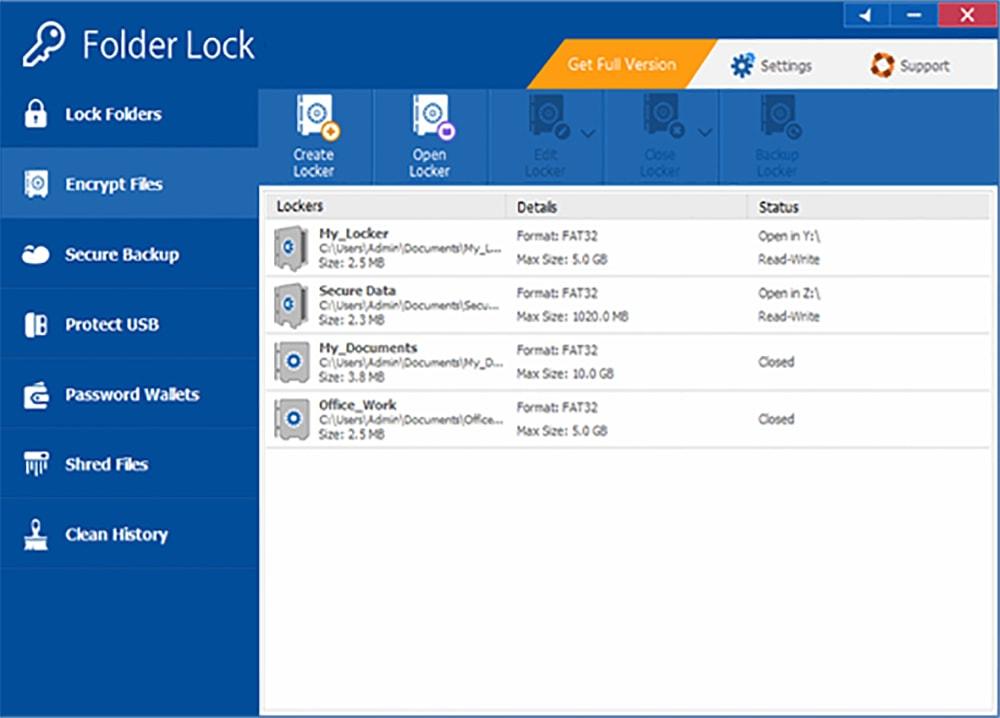 Folder Lock
Get Full Version
Settings
Support
Lock Folders
Encrypt Files
Secure Backup
Protect USB
Password Wallets
Shred Files
Clean History
Create
Locker
Open
Locker
Edit
Locker
Close
Locker
Backup
Locker
Lockers Details Status
My_Locker
C:\Users\Admin\Documents\My_L...
Size: 2.5 MB
Format: FAT32
Max Size: 5.0 GB
Open in Y:\
Read-Write
Secure Data
C:\Users\Admin\Documents\Secu...
Size: 2.3 MB
Format: FAT32
Max Size: 1020.0 MB
Open in Z:\
Read-Write
My_Documents
C:\Users\Admin\Documents\My_D...
Size: 3.8 MB
Format: FAT32
Max Size: 10.0 GB
Closed
Office_Work
C:\Users\Admin\Documents\Office...
Size: 2.5 MB
Format: FAT32
Max Size: 5.0 GB
Closed